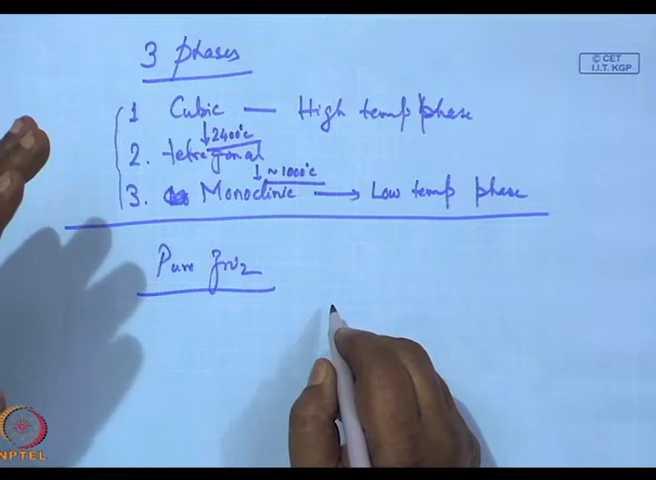 3 phases
© CET
I.I.T. KGP
1 Cubic — High temp phase
↓ 2400°c
2. tetragonal
↓ ~1000°c
3. Monoclinic → Low temp phase
Pure ZrO2
NPTEL